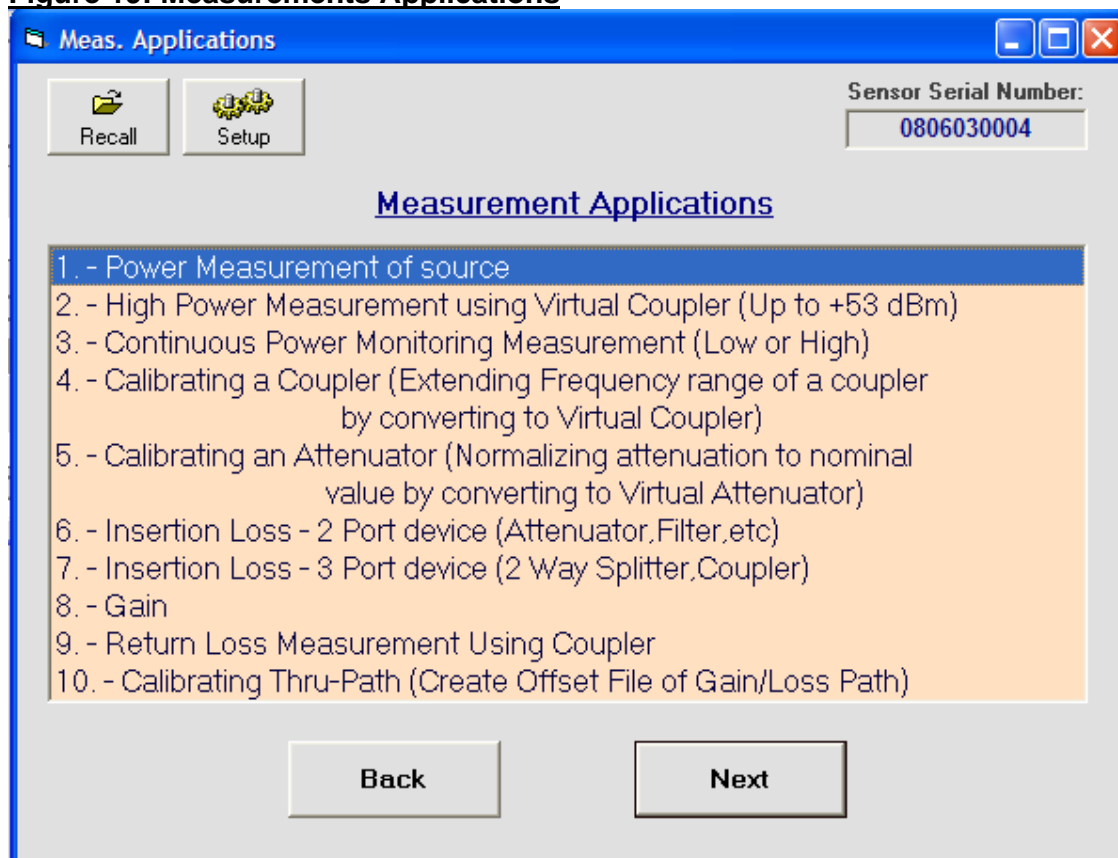 Meas. Applications
Recall
Setup
Sensor Serial Number:
0806030004
Measurement Applications
1. - Power Measurement of source
2. - High Power Measurement using Virtual Coupler (Up to +53 dBm)
3. - Continuous Power Monitoring Measurement (Low or High)
4. - Calibrating a Coupler (Extending Frequency range of a coupler
by converting to Virtual Coupler)
5. - Calibrating an Attenuator (Normalizing attenuation to nominal
value by converting to Virtual Attenuator)
6. - Insertion Loss - 2 Port device (Attenuator,Filter,etc)
7. - Insertion Loss - 3 Port device (2 Way Splitter,Coupler)
8. - Gain
9. - Return Loss Measurement Using Coupler
10. - Calibrating Thru-Path (Create Offset File of Gain/Loss Path)
Back
Next